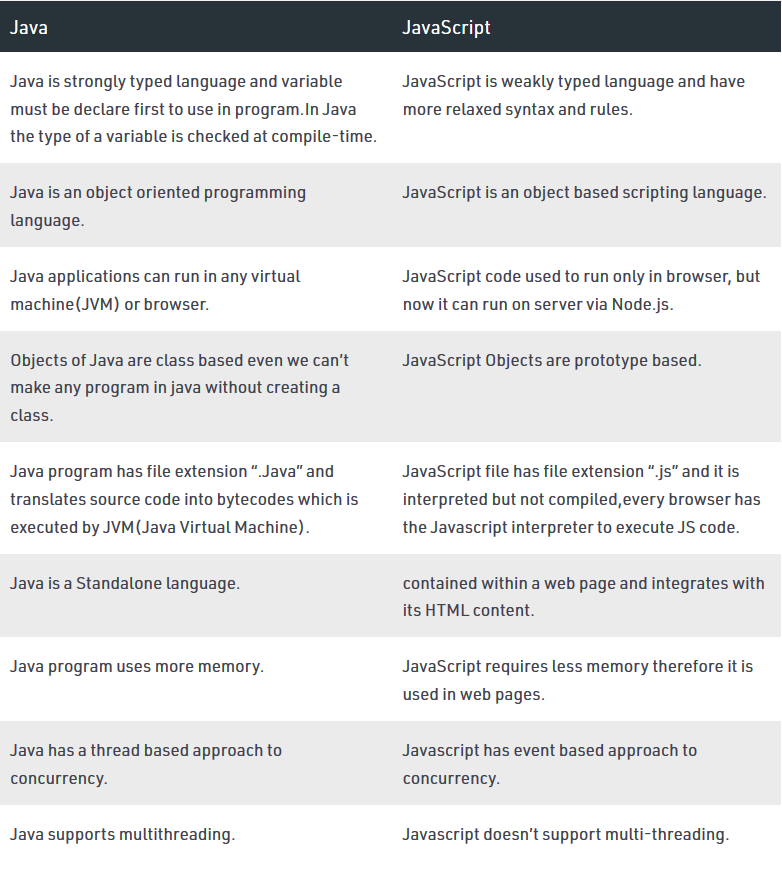 Java
JavaScript
Java is strongly typed language and variable
must be declare first to use in program.In Java
the type of a variable is checked at compile-time.
JavaScript is weakly typed language and have
more relaxed syntax and rules.
Java is an object oriented programming
language.
JavaScript is an object based scripting language.
Java applications can run in any virtual
machine(JVM) or browser.
JavaScript code used to run only in browser, but
now it can run on server via Node.js.
Objects of Java are class based even we can’t
make any program in java without creating a
class.
JavaScript Objects are prototype based.
Java program has file extension “.Java” and
translates source code into bytecodes which is
executed by JVM(Java Virtual Machine).
JavaScript file has file extension “.js” and it is
interpreted but not compiled,every browser has
the Javascript interpreter to execute JS code.
Java is a Standalone language.
contained within a web page and integrates with
its HTML content.
Java program uses more memory.
JavaScript requires less memory therefore it is
used in web pages.
Java has a thread based approach to
concurrency.
Javascript has event based approach to
concurrency.
Java supports multithreading.
Javascript doesn’t support multi-threading.